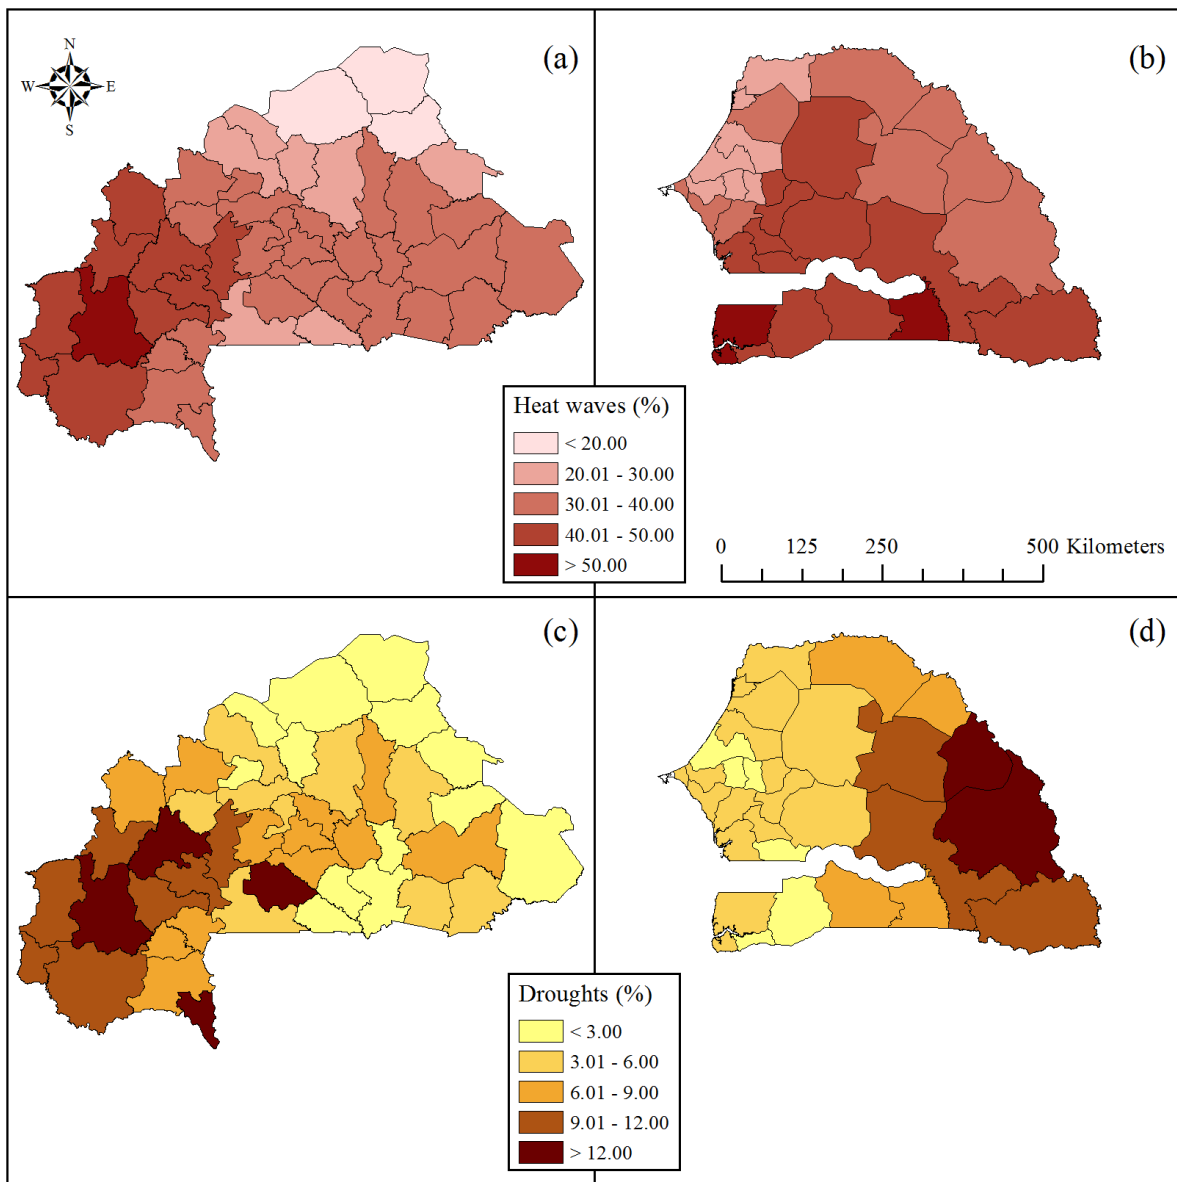 (a)
(b)
N
W E
S
Heat waves (%)
< 20.00
20.01 - 30.00
30.01 - 40.00
40.01 - 50.00
> 50.00
0 125 250 500 Kilometers
(c)
(d)
Droughts (%)
< 3.00
3.01 - 6.00
6.01 - 9.00
9.01 - 12.00
> 12.00